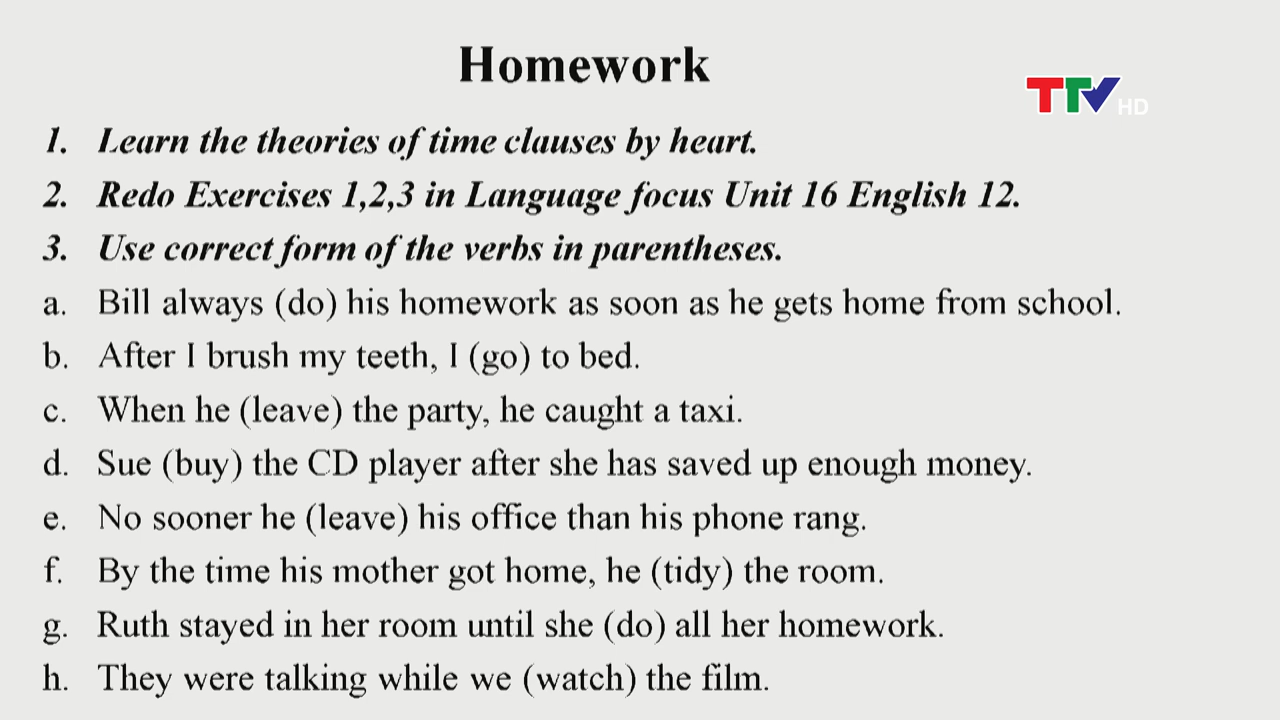 Homework
TTV HD
1. Learn the theories of time clauses by heart.
2. Redo Exercises 1,2,3 in Language focus Unit 16 English 12.
3. Use correct form of the verbs in parentheses.
a. Bill always (do) his homework as soon as he gets home from school.
b. After I brush my teeth, I (go) to bed.
c. When he (leave) the party, he caught a taxi.
d. Sue (buy) the CD player after she has saved up enough money.
e. No sooner he (leave) his office than his phone rang.
f. By the time his mother got home, he (tidy) the room.
g. Ruth stayed in her room until she (do) all her homework.
h. They were talking while we (watch) the film.